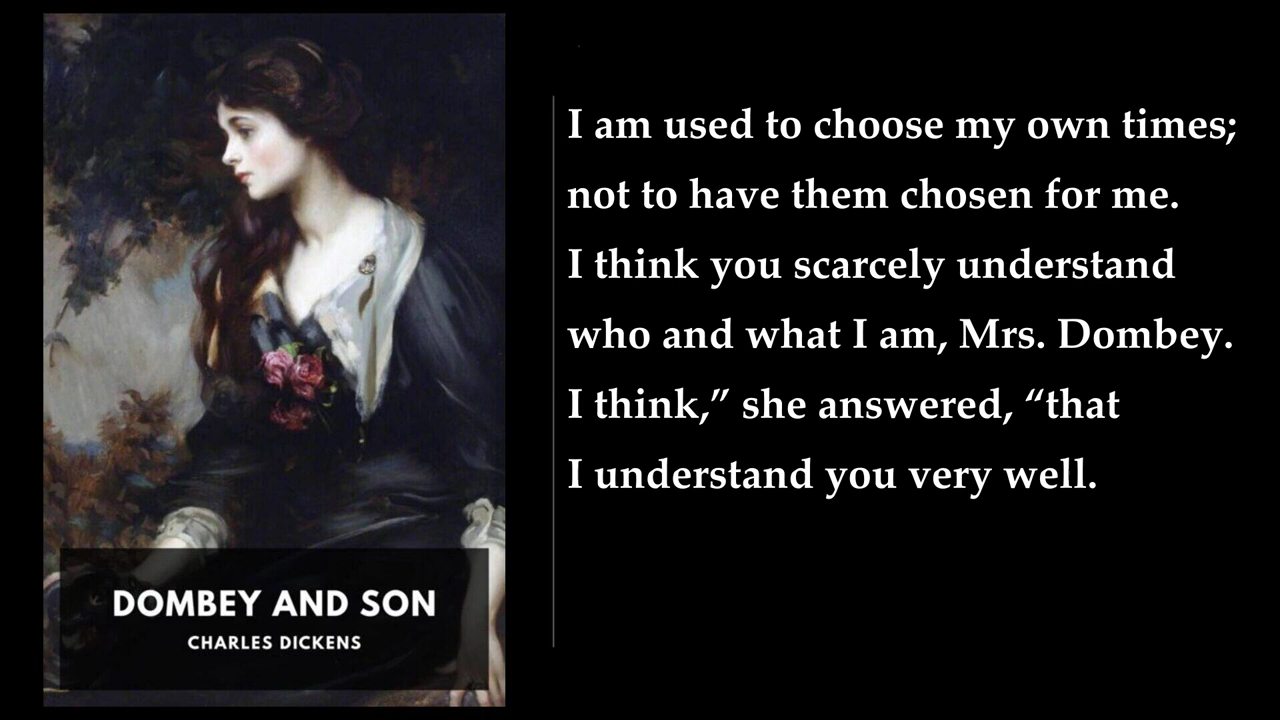 I am used to choose my own times;
not to have them chosen for me.
I think you scarcely understand
who and what I am, Mrs. Dombey.
I think,” she answered, “that
I understand you very well.
DOMBEY AND SON
CHARLES DICKENS